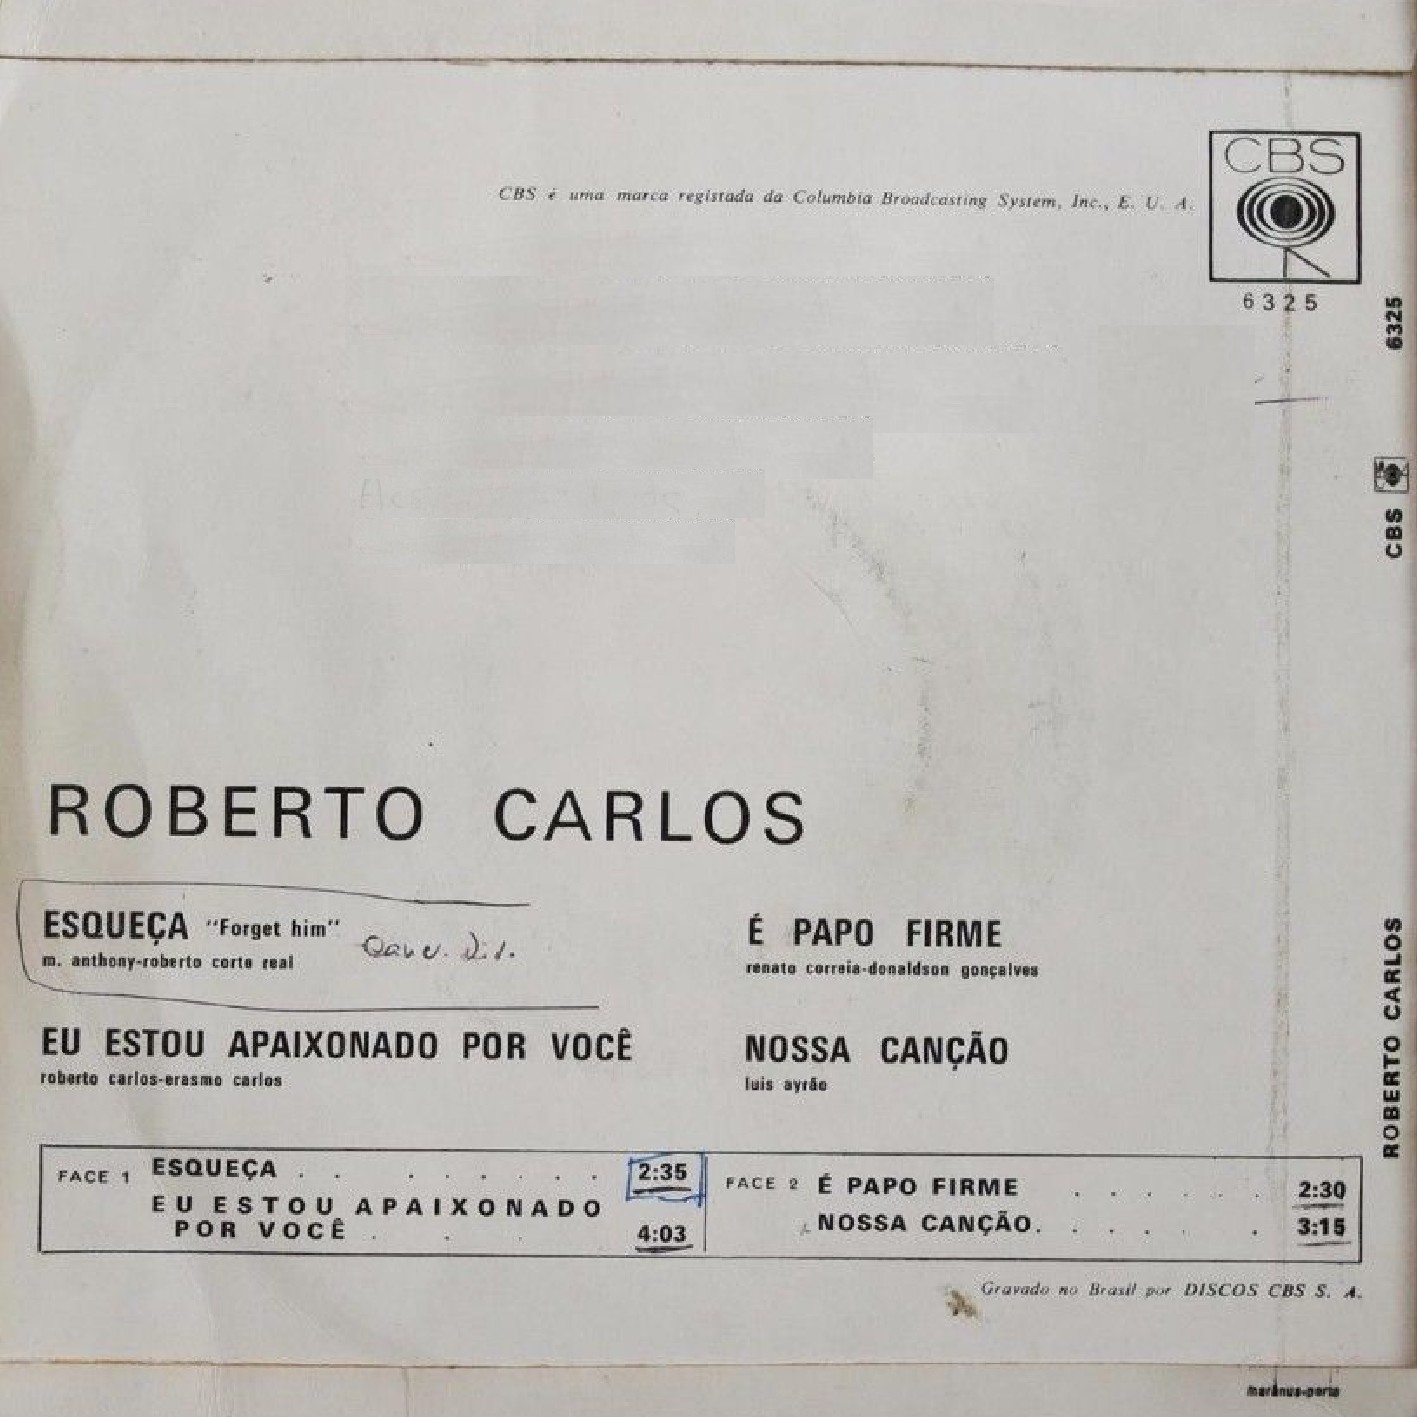 CBS é uma marca registada da Columbia Broadcasting System, Inc., E. U. A.
CBS
6325
6325
CBS
ROBERTO CARLOS
ROBERTO CARLOS
ESQUEÇA "Forget him"
m. anthony-roberto corte real
É PAPO FIRME
renato correia-donaldson gonçalves
EU ESTOU APAIXONADO POR VOCÊ
roberto carlos-erasmo carlos
NOSSA CANÇÃO
luis ayrão
FACE 1 ESQUEÇA . . . . . . . . 2:35
EU ESTOU APAIXONADO
POR VOCÊ . . . 4:03
FACE 2 É PAPO FIRME . . . . . . 2:30
NOSSA CANÇÃO. . . . . . 3:15
Gravado no Brasil por DISCOS CBS S. A.
marânus-porto